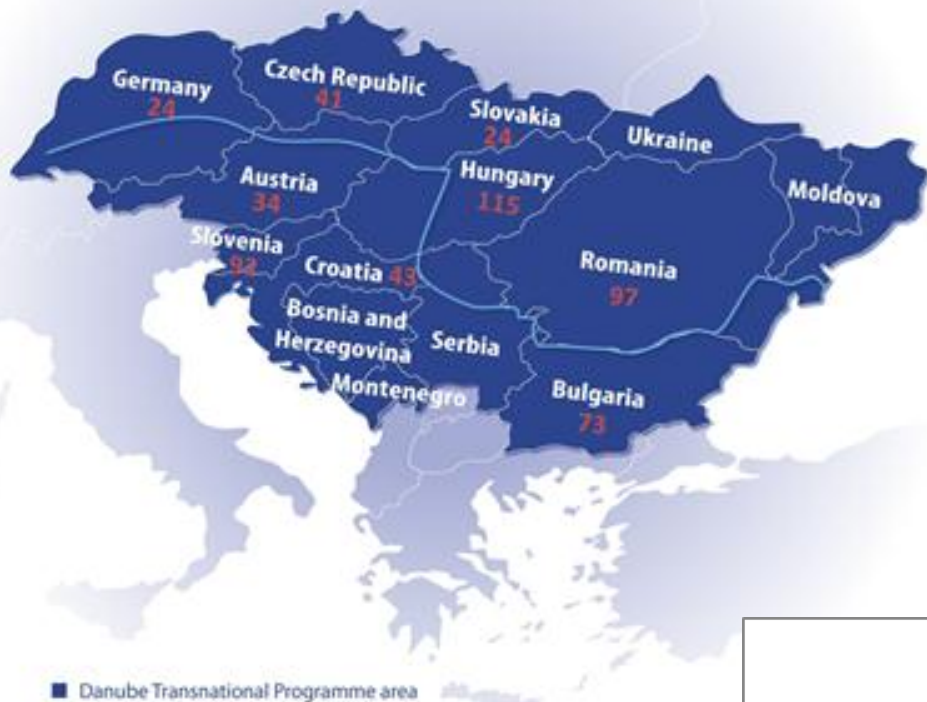 Germany
24
Czech Republic
41
Slovakia
24
Ukraine
Hungary
115
Moldova
Austria
34
Slovenia
93
Croatia 43
Romania
97
Bosnia and
Herzegovina
Serbia
Montenegro
Bulgaria
73
Danube Transnational Programme area